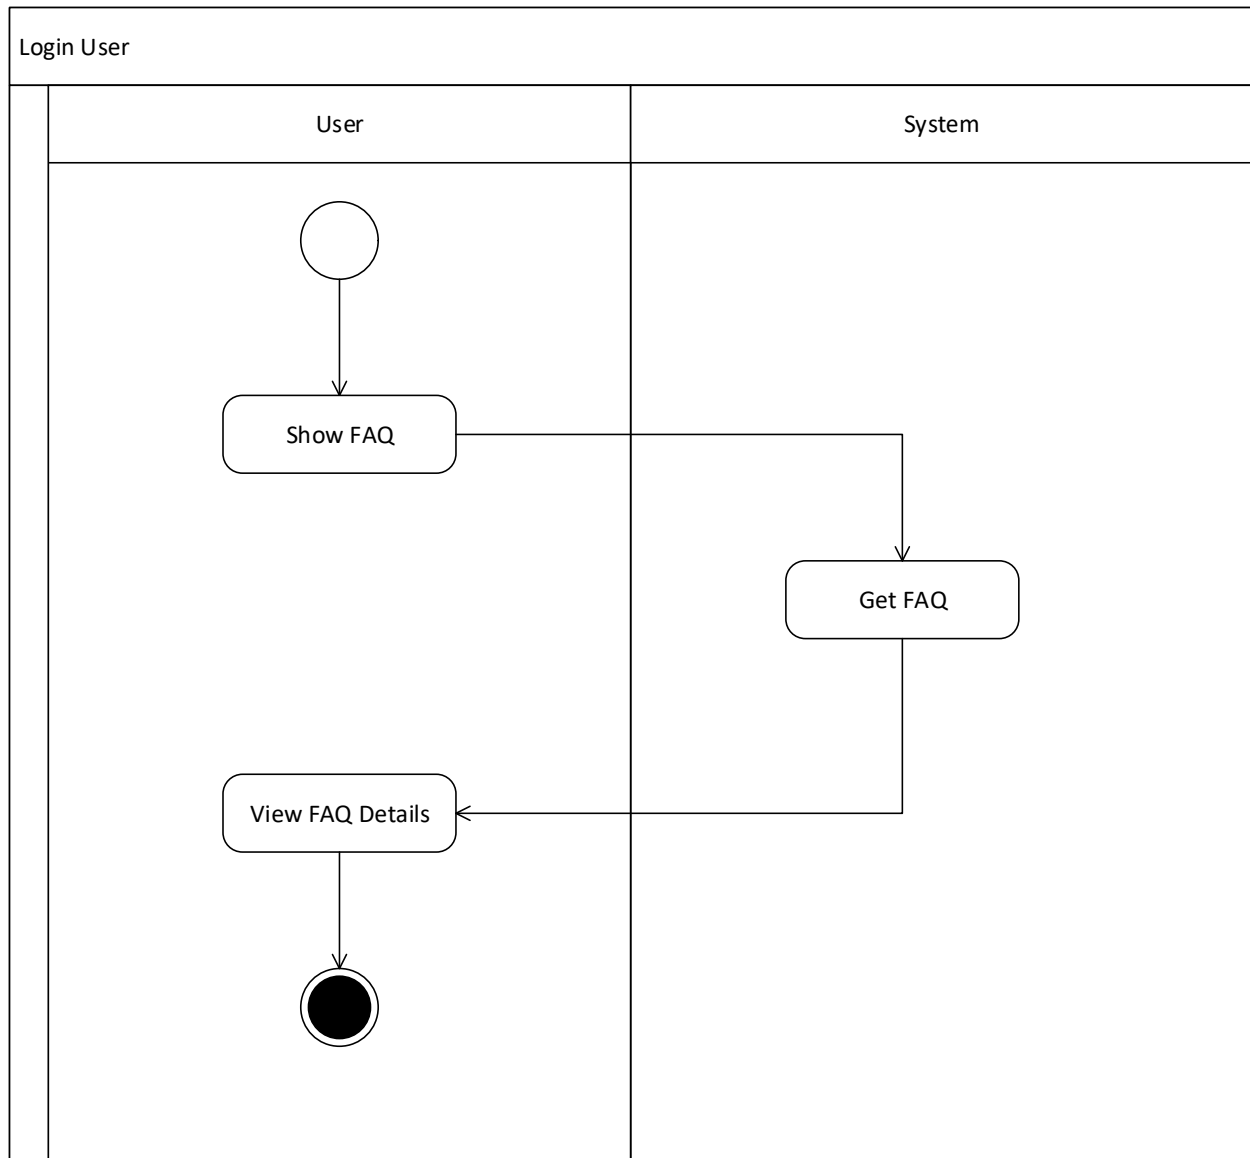 Login User
User
System
Show FAQ
Get FAQ
View FAQ Details